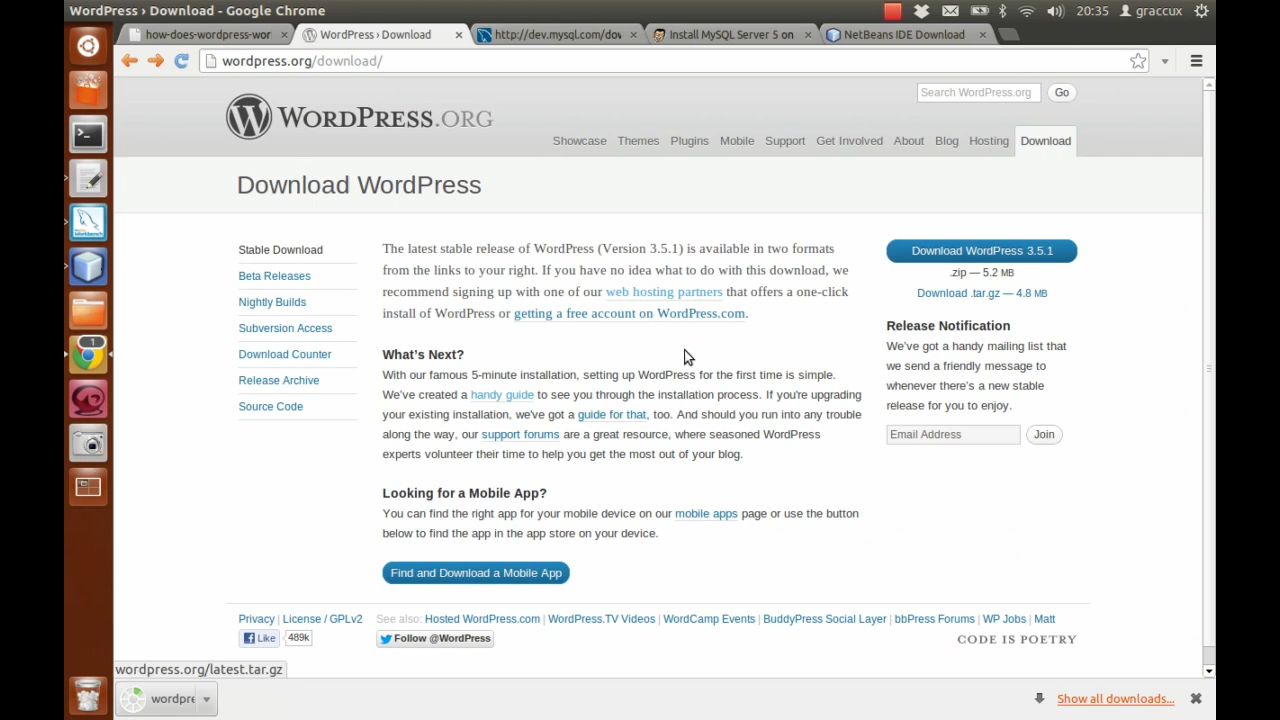 WordPress › Download - Google Chrome
20:35
graccux
how-does-wordpress-wor
WordPress › Download
http://dev.mysql.com/dov
Install MySQL Server 5 on
NetBeans IDE Download
wordpress.org/download/
Search WordPress.org
Go
WORDPRESS.ORG
Showcase
Themes
Plugins
Mobile
Support
Get Involved
About
Blog
Hosting
Download
Download WordPress
Stable Download
Beta Releases
Nightly Builds
Subversion Access
Download Counter
Release Archive
Source Code
The latest stable release of WordPress (Version 3.5.1) is available in two formats
from the links to your right. If you have no idea what to do with this download, we
recommend signing up with one of our web hosting partners that offers a one-click
install of WordPress or getting a free account on WordPress.com.
What's Next?
With our famous 5-minute installation, setting up WordPress for the first time is simple.
We've created a handy guide to see you through the installation process. If you're upgrading
your existing installation, we've got a guide for that, too. And should you run into any trouble
along the way, our support forums are a great resource, where seasoned WordPress
experts volunteer their time to help you get the most out of your blog.
Looking for a Mobile App?
You can find the right app for your mobile device on our mobile apps page or use the button
below to find the app in the app store on your device.
Find and Download a Mobile App
Download WordPress 3.5.1
.zip — 5.2 MB
Download .tar.gz — 4.8 MB
Release Notification
We've got a handy mailing list that
we send a friendly message to
whenever there's a new stable
release for you to enjoy.
Email Address
Join
Privacy | License / GPLv2
See also: Hosted WordPress.com | WordPress.TV Videos | WordCamp Events | BuddyPress Social Layer | bbPress Forums | WP Jobs | Matt
Like
489k
Follow @WordPress
CODE IS POETRY
wordpress.org/latest.tar.gz
wordpre
Show all downloads...
1